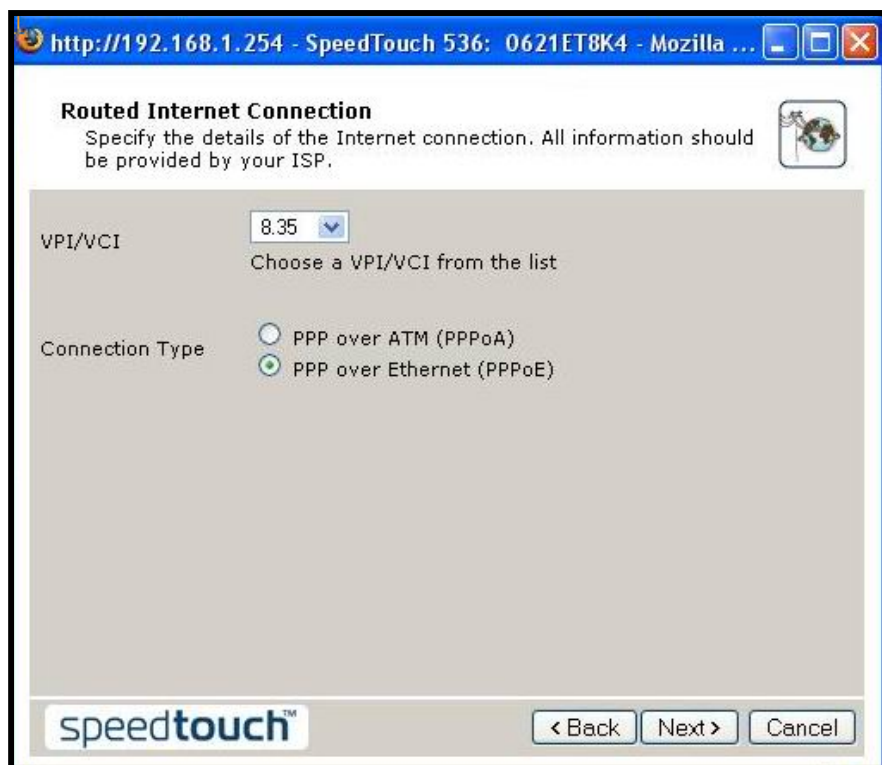 http://192.168.1.254 - SpeedTouch 536: 0621ET8K4 - Mozilla ...
Routed Internet Connection
Specify the details of the Internet connection. All information should
be provided by your ISP.
VPI/VCI
8.35
Choose a VPI/VCI from the list
Connection Type
PPP over ATM (PPPoA)
PPP over Ethernet (PPPoE)
speedtouch™
< Back
Next >
Cancel